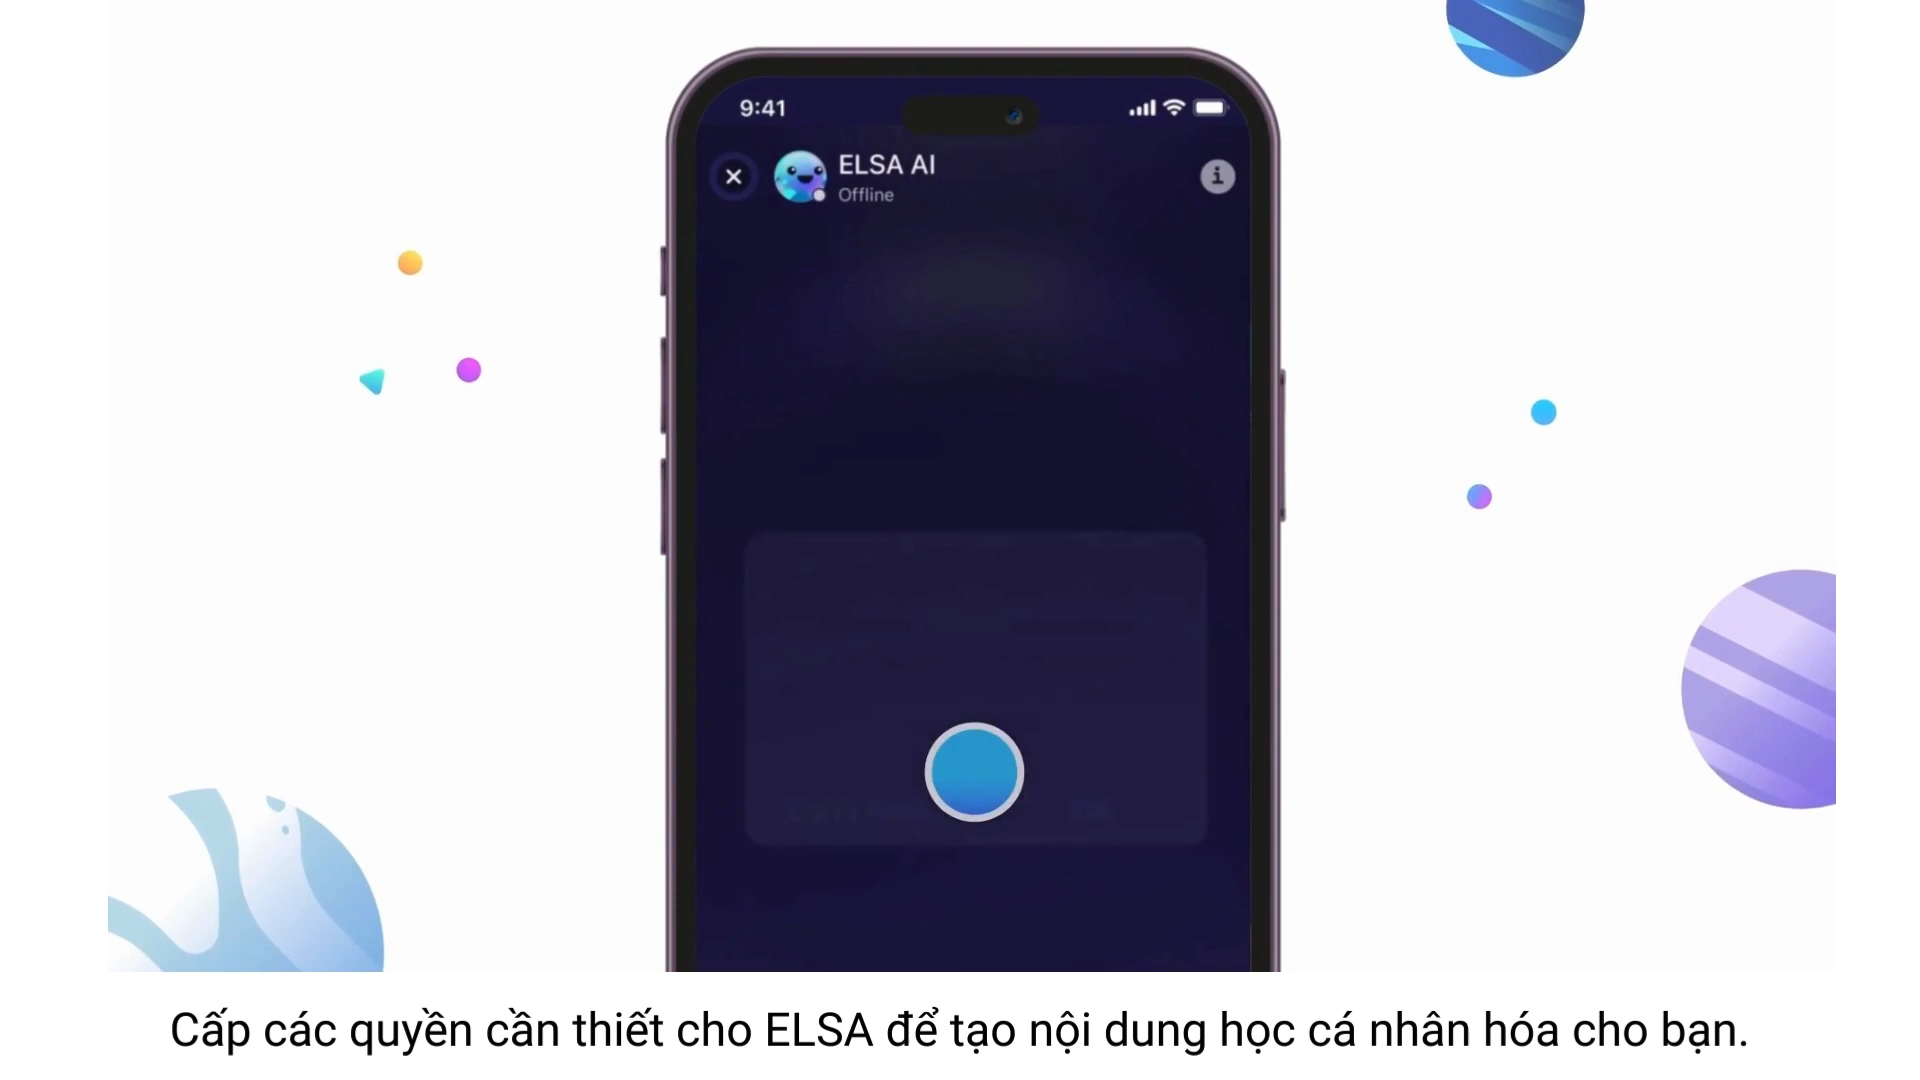 9:41
ELSA AI
Offline
Cấp các quyền cần thiết cho ELSA để tạo nội dung học cá nhân hóa cho bạn.